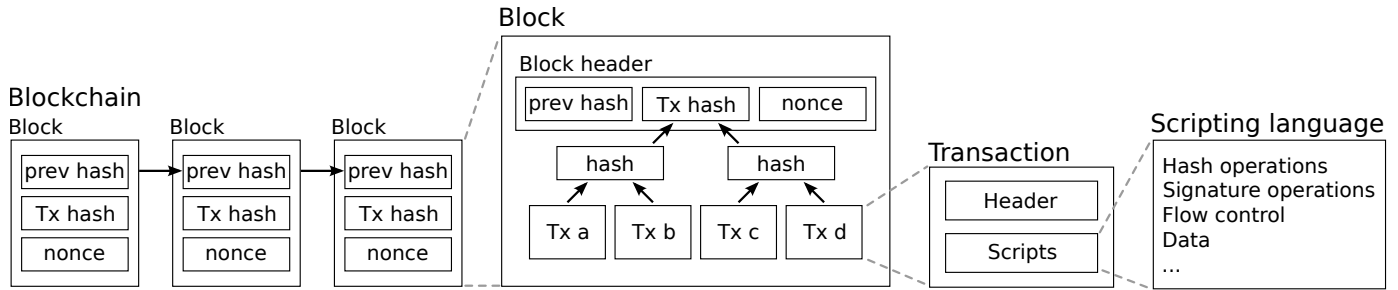 Blockchain
Block
prev hash
Tx hash
nonce
Block
prev hash
Tx hash
nonce
Block
prev hash
Tx hash
nonce
Block
Block header
prev hash
Tx hash
nonce
hash
hash
Tx a
Tx b
Tx c
Tx d
Transaction
Header
Scripts
Scripting language
Hash operations
Signature operations
Flow control
Data
...